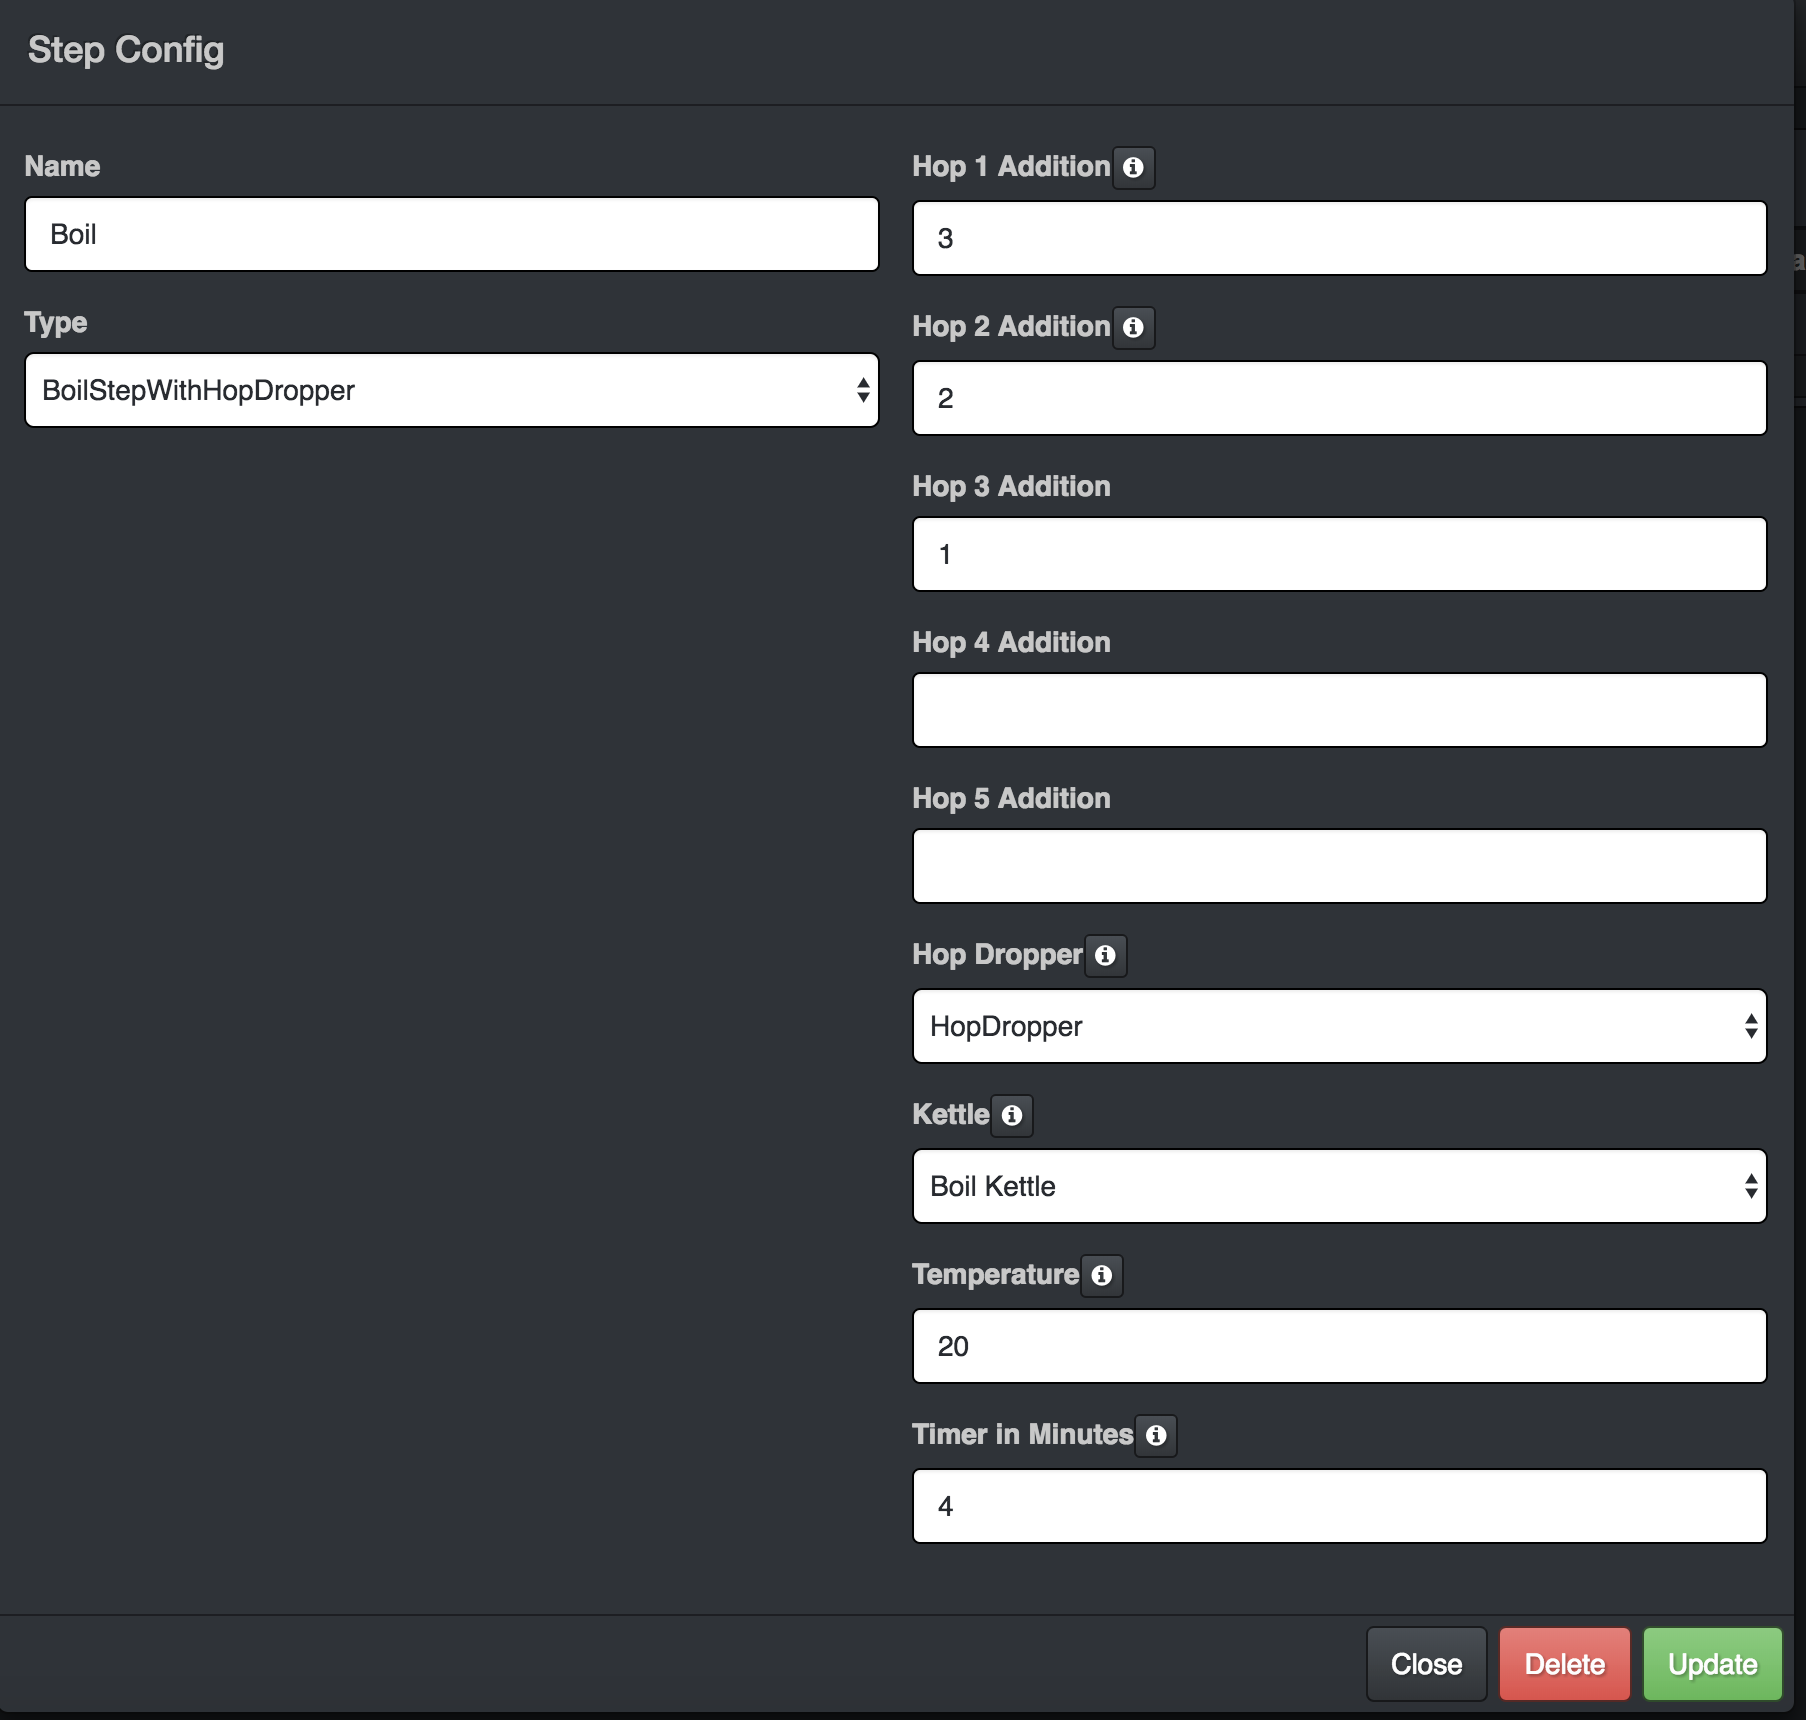 Step Config
Name
Boil
Type
BoilStepWithHopDropper
Hop 1 Addition
3
Hop 2 Addition
2
Hop 3 Addition
1
Hop 4 Addition
Hop 5 Addition
Hop Dropper
HopDropper
Kettle
Boil Kettle
Temperature
20
Timer in Minutes
4
Close
Delete
Update